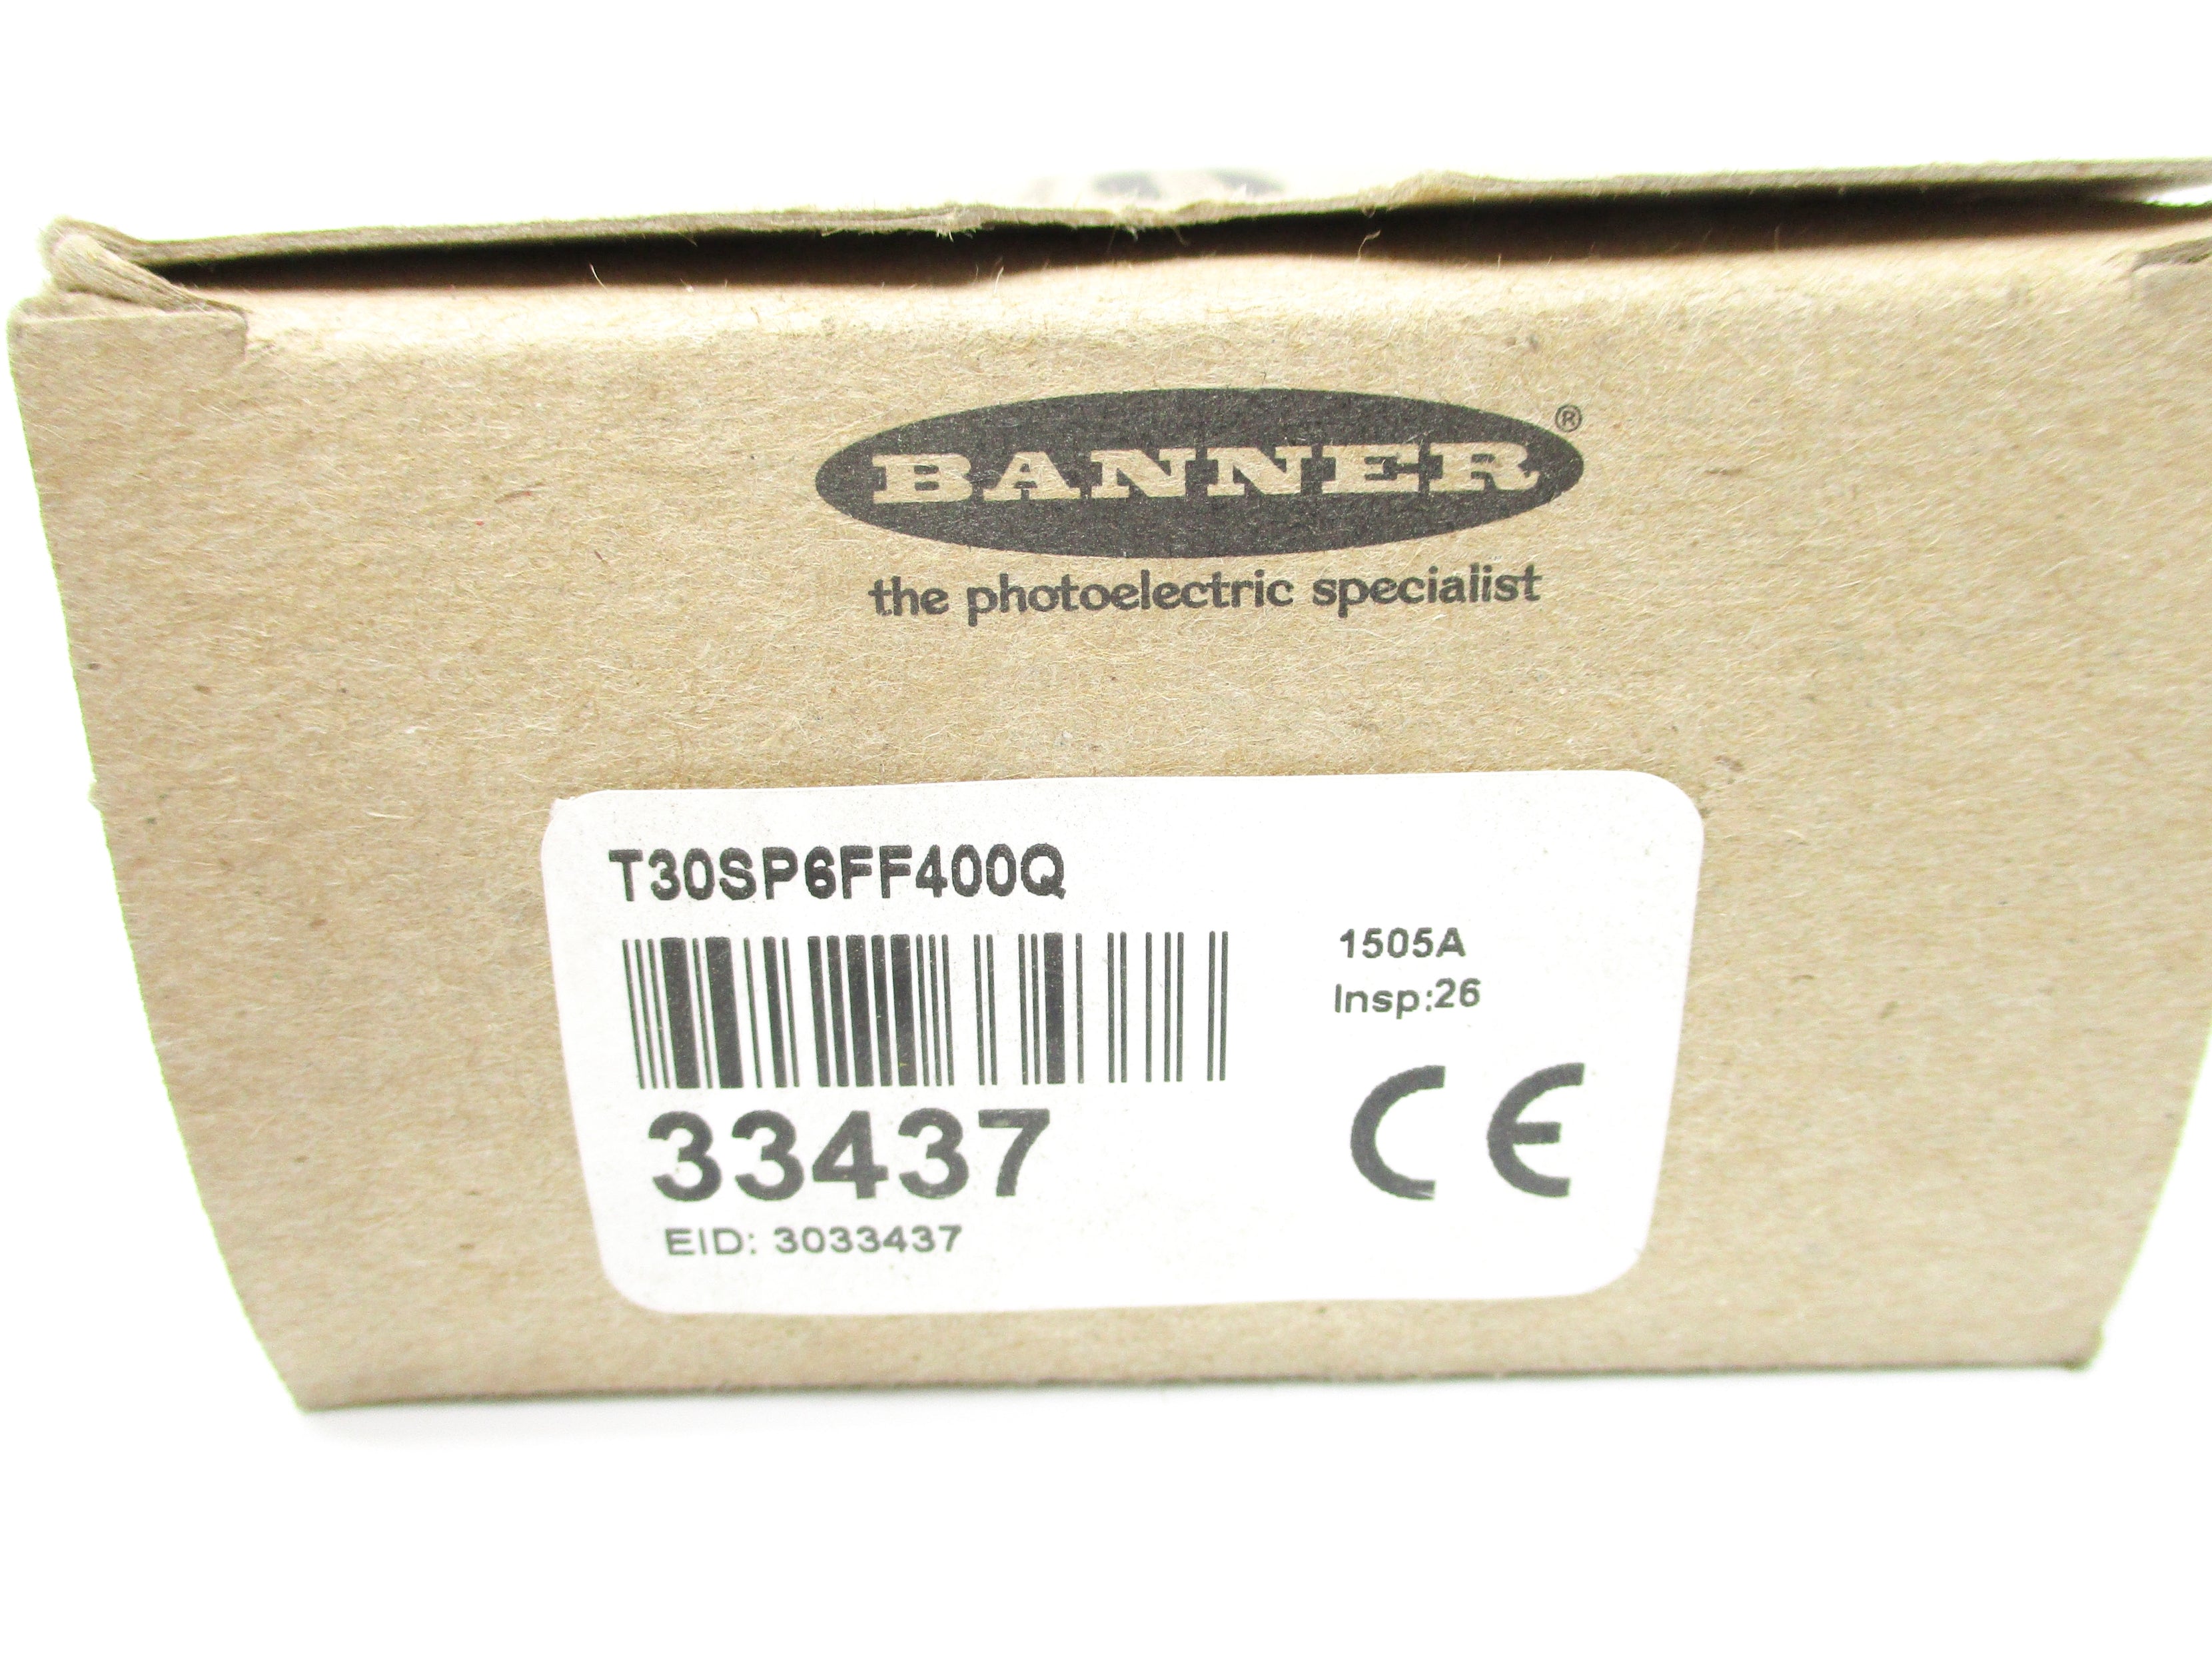 BANNER®
the photoelectric specialist
T30SP6FF400Q
1505A
Insp:26
33437
CE
EID: 3033437